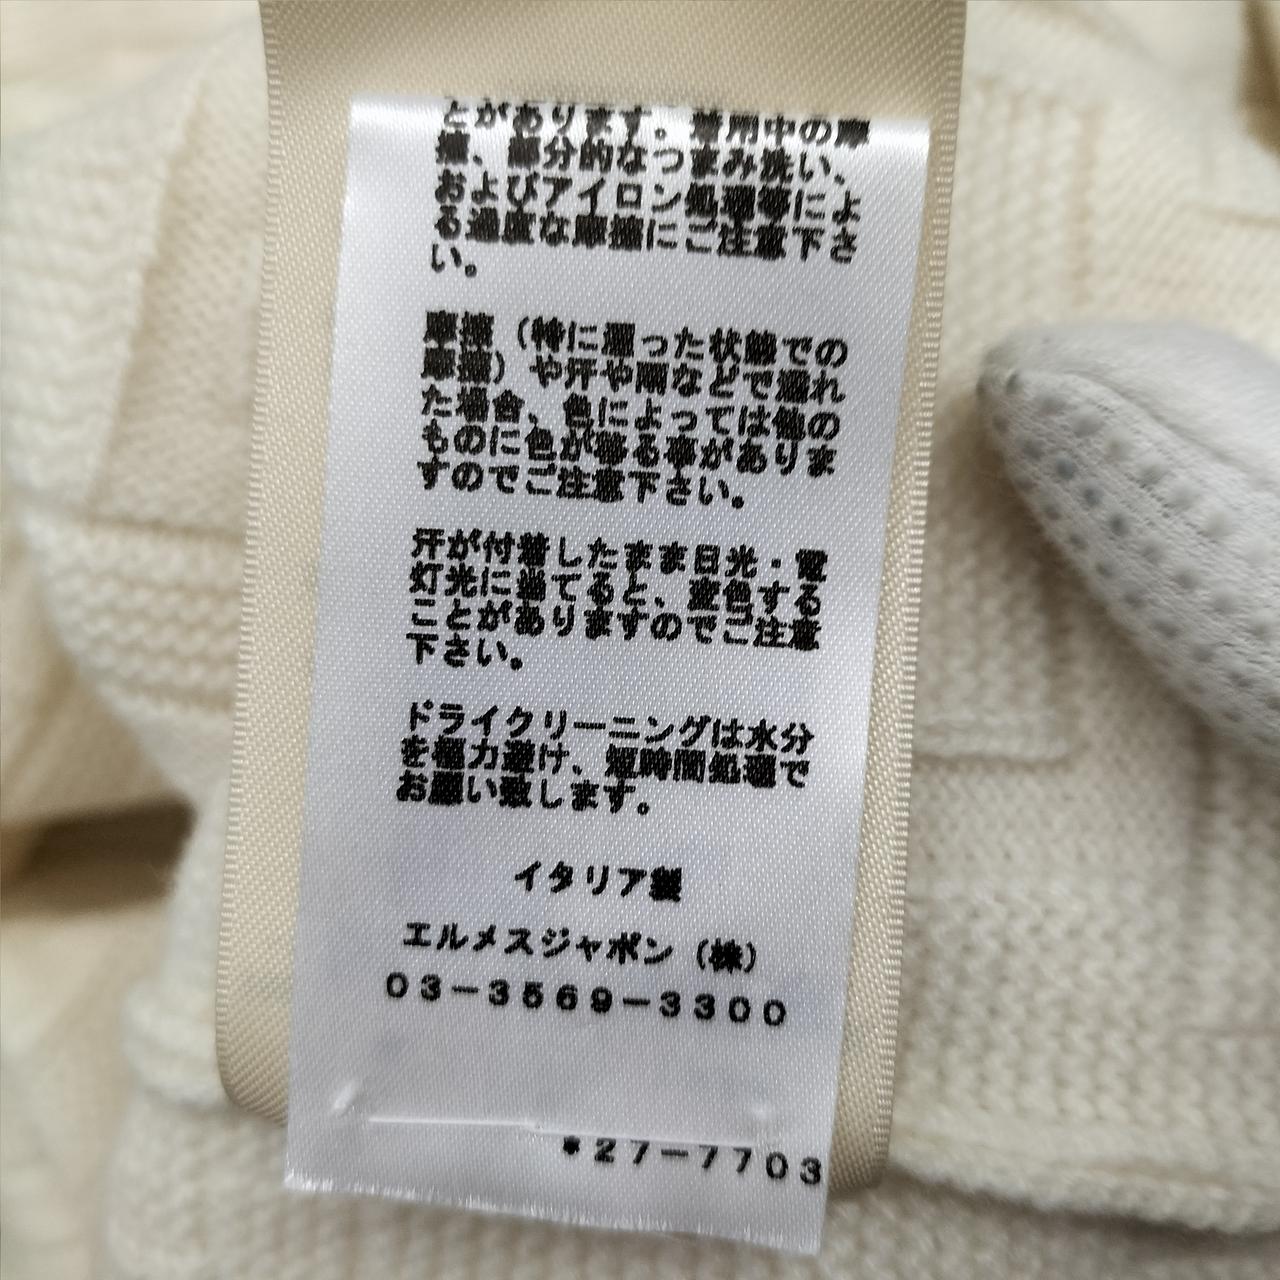 とがあります。着用中の摩
擦、部分的なつまみ洗い、
およびアイロン処理等によ
る過度な摩擦にご注意下さ
い。
摩擦（特に湿った状態での
摩擦）や汗や雨などで濡れ
た場合、色によっては他の
ものに色が移る事がありま
すのでご注意下さい。
汗が付着したまま日光・電
灯光に当てると、変色する
ことがありますのでご注意
下さい。
ドライクリーニングは水分
を極力避け、短時間処理で
お願い致します。
イタリア製
エルメスジャポン（株）
03-3569-3300
*27-7703